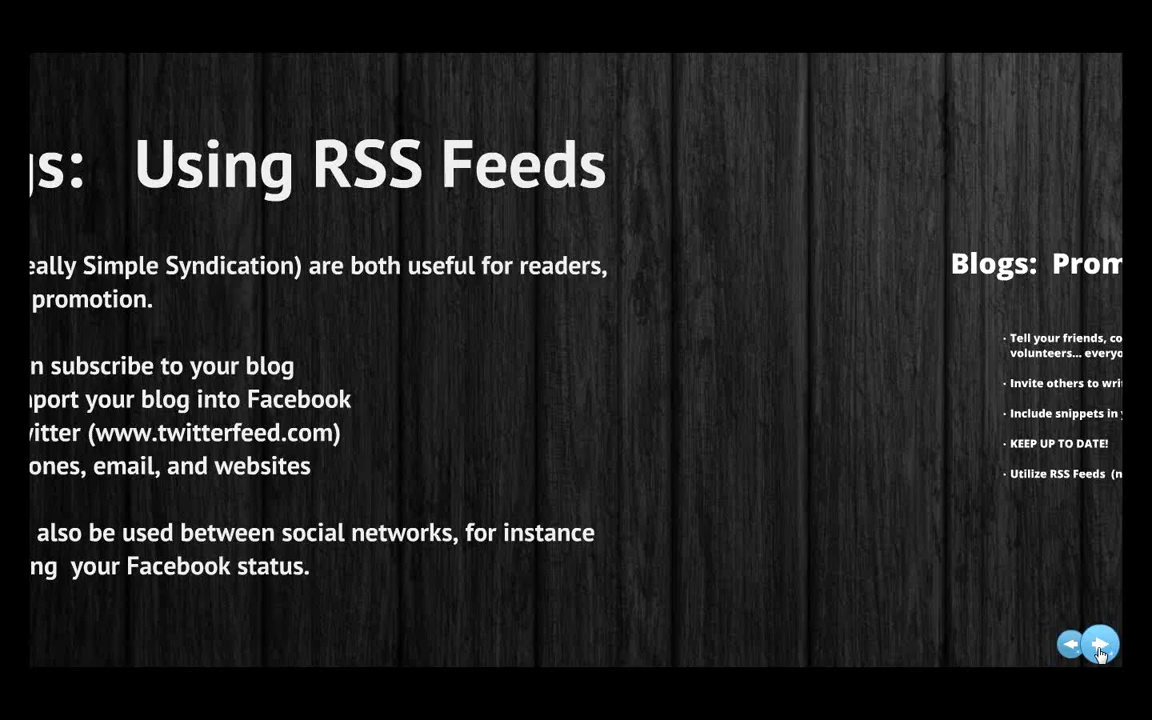 gs: Using RSS Feeds
eally Simple Syndication) are both useful for readers,
promotion.
n subscribe to your blog
port your blog into Facebook
itter (www.twitterfeed.com)
ones, email, and websites
also be used between social networks, for instance
ng your Facebook status.
Blogs: Prom
· Tell your friends, co
volunteers... everyo
· Invite others to wri
· Include snippets in
· KEEP UP TO DATE!
· Utilize RSS Feeds (n